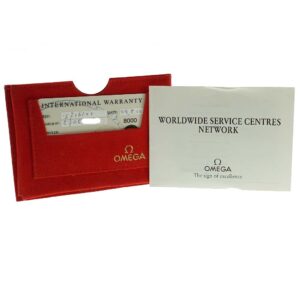 INTERNATIONAL WARRANTY
8000
Ω
OMEGA
WORLDWIDE SERVICE CENTRES
NETWORK
Ω
OMEGA
The sign of excellence